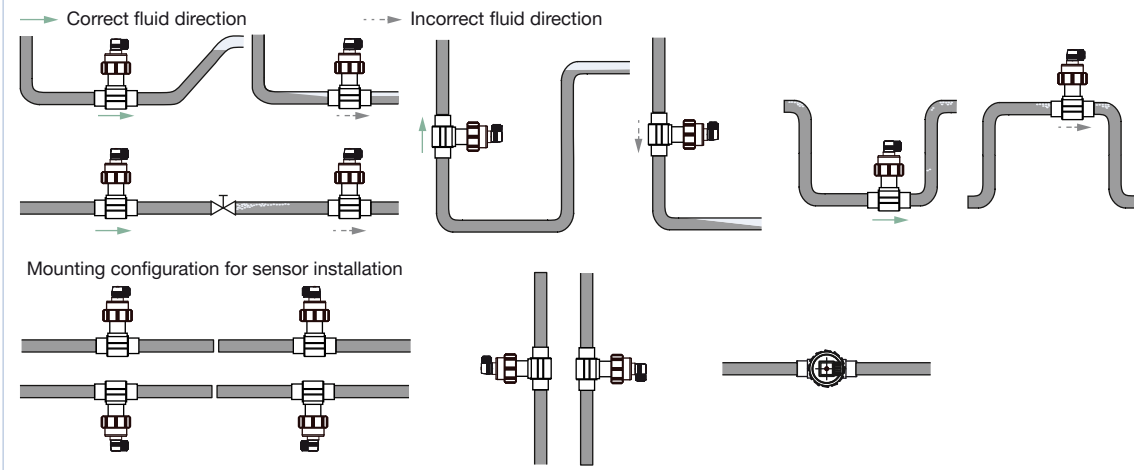 Correct fluid direction
Incorrect fluid direction
Mounting configuration for sensor installation